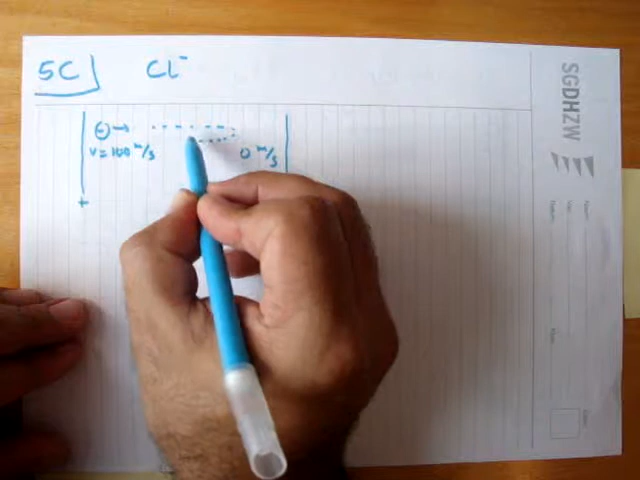 5C Cl⁻
⊖→
v = 100 m/s 0 m/s
+
SGDHZW